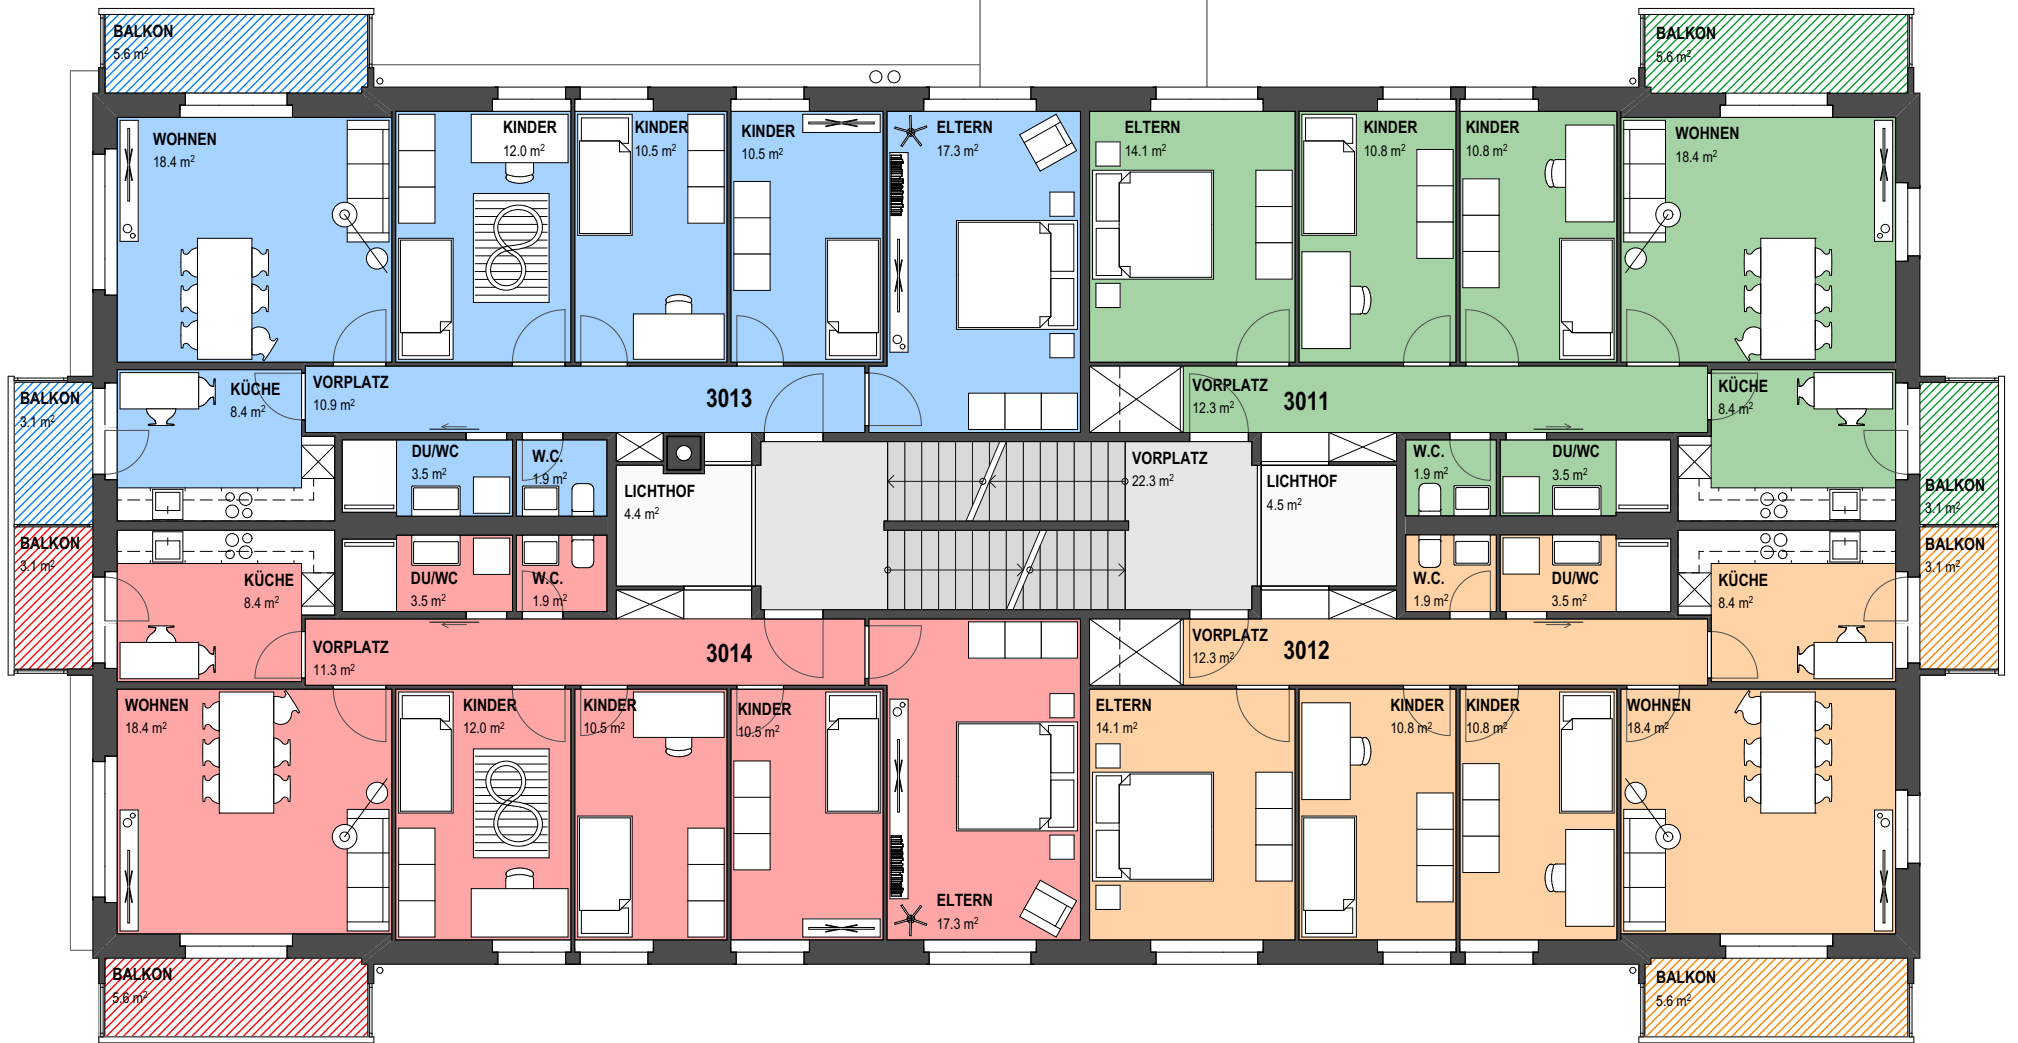 BALKON
5.6 m²
BALKON
5.6 m²
WOHNEN
18.4 m²
KINDER
12.0 m²
KINDER
10.5 m²
KINDER
10.5 m²
ELTERN
17.3 m²
ELTERN
14.1 m²
KINDER
10.8 m²
KINDER
10.8 m²
WOHNEN
18.4 m²
BALKON
3.1 m²
KÜCHE
8.4 m²
VORPLATZ
10.9 m²
3013
VORPLATZ
12.3 m²
3011
KÜCHE
8.4 m²
DU/WC
3.5 m²
W.C.
1.9 m²
LICHTHOF
4.4 m²
VORPLATZ
22.3 m²
LICHTHOF
4.5 m²
W.C.
1.9 m²
DU/WC
3.5 m²
BALKON
3.1 m²
BALKON
3.1 m²
KÜCHE
8.4 m²
DU/WC
3.5 m²
W.C.
1.9 m²
W.C.
1.9 m²
DU/WC
3.5 m²
KÜCHE
8.4 m²
BALKON
3.1 m²
VORPLATZ
11.3 m²
3014
VORPLATZ
12.3 m²
3012
WOHNEN
18.4 m²
KINDER
12.0 m²
KINDER
10.5 m²
KINDER
10.5 m²
ELTERN
17.3 m²
ELTERN
14.1 m²
KINDER
10.8 m²
KINDER
10.8 m²
WOHNEN
18.4 m²
BALKON
5.6 m²
BALKON
5.6 m²